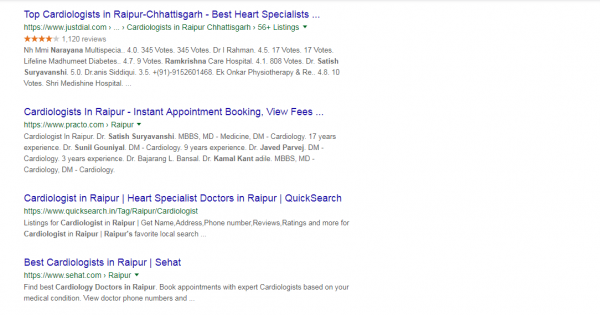 Top Cardiologists in Raipur-Chhattisgarh - Best Heart Specialists ...
https://www.justdial.com › ... › Cardiologists in Raipur Chhattisgarh › 56+ Listings
1,120 reviews
Nh Mmi Narayana Multispecia.. 4.0. 345 Votes. 345 Votes. Dr I Rahman. 4.5. 17 Votes. 17 Votes.
Lifeline Madhumeet Diabetes.. 4.7. 9 Votes. Ramkrishna Care Hospital. 4.1. 808 Votes. Dr. Satish
Suryavanshi. 5.0. Dr.anis Siddiqui. 3.5. +(91)-9152601468. Ek Onkar Physiotherapy & Re.. 4.8. 10
Votes. Shri Medishine Hospital. ...
Cardiologists In Raipur - Instant Appointment Booking, View Fees ...
https://www.practo.com › Raipur
Cardiologist In Raipur. Dr. Satish Suryavanshi. MBBS, MD - Medicine, DM - Cardiology. 17 years
experience. Dr. Sunil Gouniyal. DM - Cardiology. 9 years experience. Dr. Javed Parvej. DM -
Cardiology. 3 years experience. Dr. Bajarang L. Bansal. Dr. Kamal Kant adile. MBBS, MD -
Cardiology, DM - Cardiology.
Cardiologist in Raipur | Heart Specialist Doctors in Raipur | QuickSearch
https://www.quicksearch.in/Tag/Raipur/Cardiologist
Listings for Cardiologist in Raipur | Get Name,Address,Phone number,Reviews,Ratings and more for
Cardiologist in Raipur | Raipur's favorite local search ...
Best Cardiologists in Raipur | Sehat
https://www.sehat.com › Raipur
Find best Cardiology Doctors in Raipur. Book appointments with expert Cardiologists based on your
medical condition. View doctor phone numbers and ...